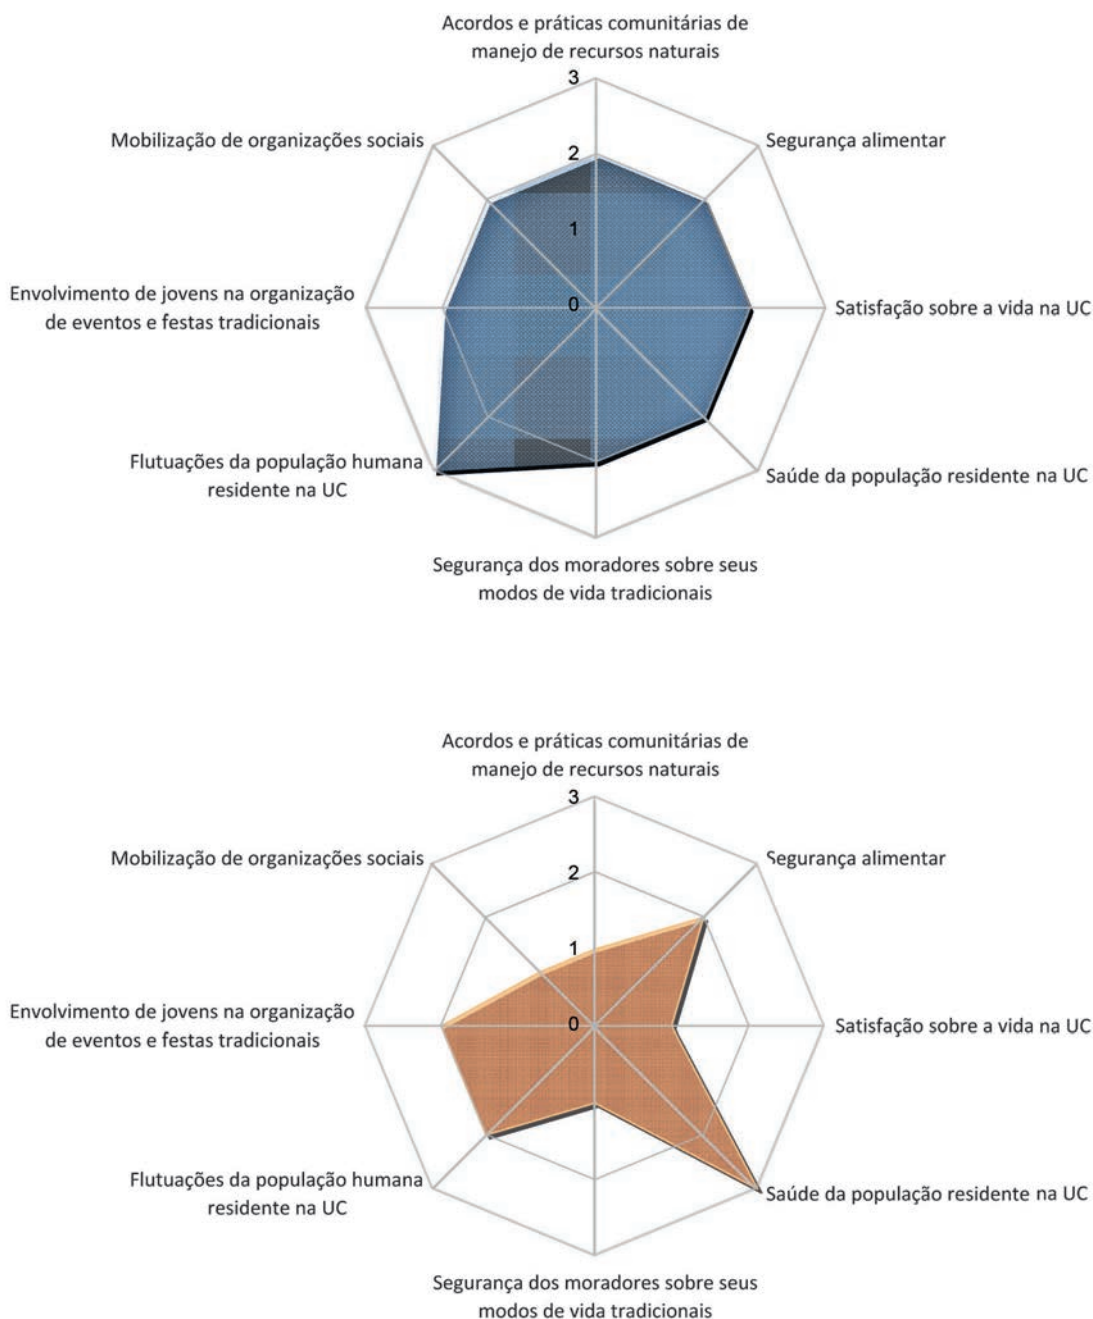 Acordos e práticas comunitárias de
manejo de recursos naturais
3
Mobilização de organizações sociais
Segurança alimentar
2
1
Envolvimento de jovens na organização
de eventos e festas tradicionais
0
Satisfação sobre a vida na UC
Flutuações da população humana
residente na UC
Saúde da população residente na UC
Segurança dos moradores sobre seus
modos de vida tradicionais
Acordos e práticas comunitárias de
manejo de recursos naturais
3
Mobilização de organizações sociais
Segurança alimentar
2
1
Envolvimento de jovens na organização
de eventos e festas tradicionais
0
Satisfação sobre a vida na UC
Flutuações da população humana
residente na UC
Saúde da população residente na UC
Segurança dos moradores sobre seus
modos de vida tradicionais